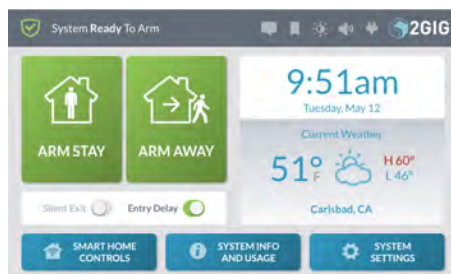 System Ready To Arm
2GIG
9:51am
Tuesday, May 12
Current Weather
51° F
H 60°
L 46°
Carlsbad, CA
ARM STAY
ARM AWAY
Silent Exit
Entry Delay
SMART HOME
CONTROLS
SYSTEM INFO
AND USAGE
SYSTEM
SETTINGS